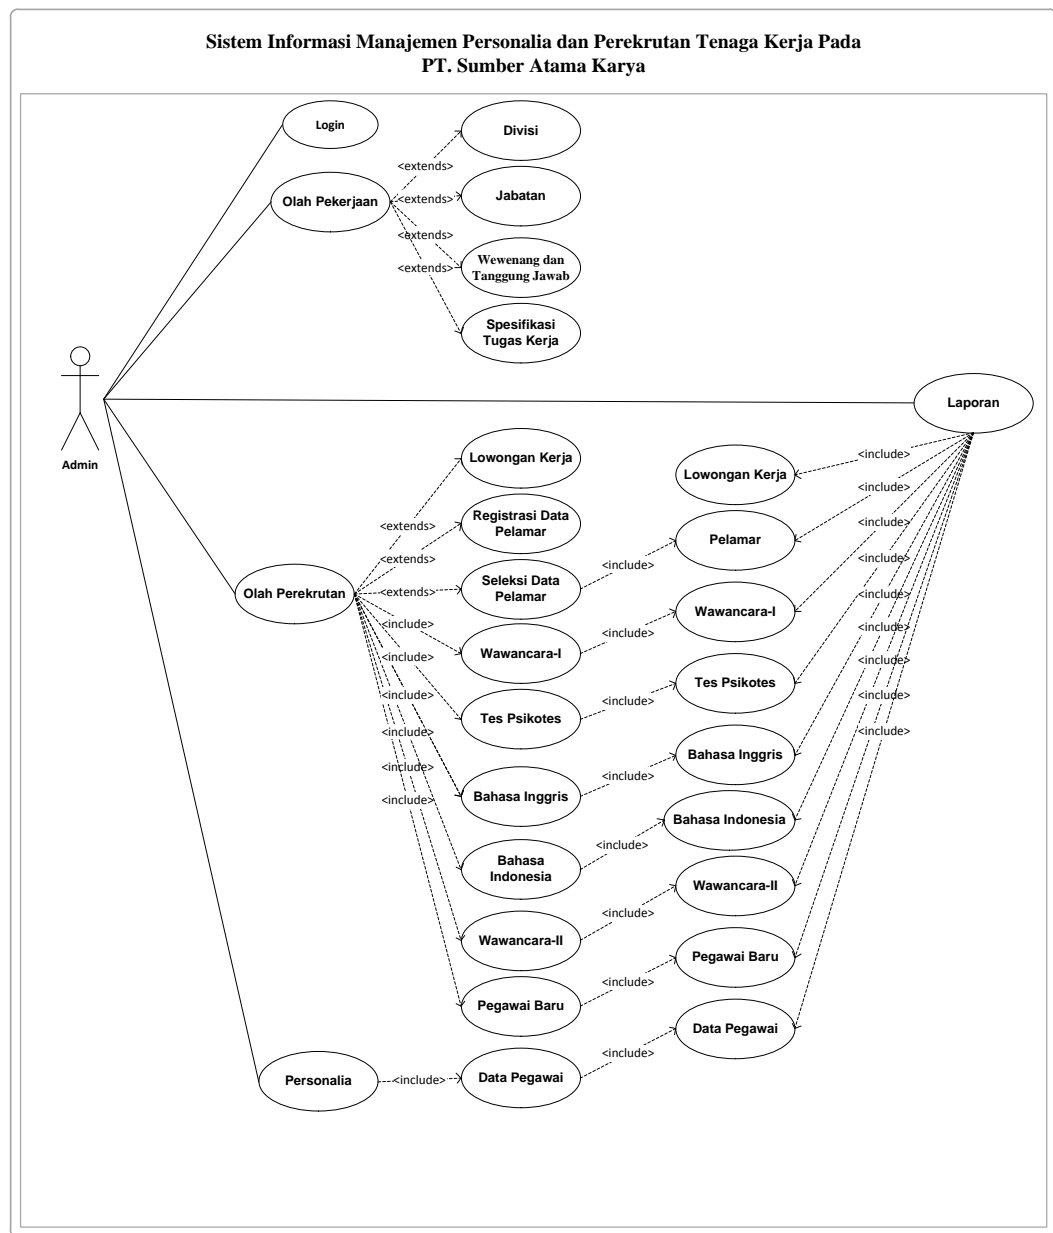 Sistem Informasi Manajemen Personalia dan Perekrutan Tenaga Kerja Pada
PT. Sumber Atama Karya
Login
Divisi
<extends>
Olah Pekerjaan
<extends>
Jabatan
<extends>
Wewenang dan
Tanggung Jawab
<extends>
Spesifikasi
Tugas Kerja
Admin
Laporan
Lowongan Kerja
<include>
Lowongan Kerja
<include>
Registrasi Data
Pelamar
<extends>
<include>
Pelamar
<extends>
<include>
Seleksi Data
Pelamar
<include>
Olah Perekrutan
<extends>
<include>
Wawancara-I
<include>
<include>
<include>
Wawancara-I
<include>
<include>
Tes Psikotes
<include>
<include>
Tes Psikotes
<include>
<include>
<include>
Bahasa Inggris
<include>
<include>
<include>
Bahasa Inggris
Bahasa Indonesia
<include>
Bahasa
Indonesia
Wawancara-II
<include>
Wawancara-II
Pegawai Baru
<include>
Pegawai Baru
Data Pegawai
<include>
Personalia
<include>
Data Pegawai